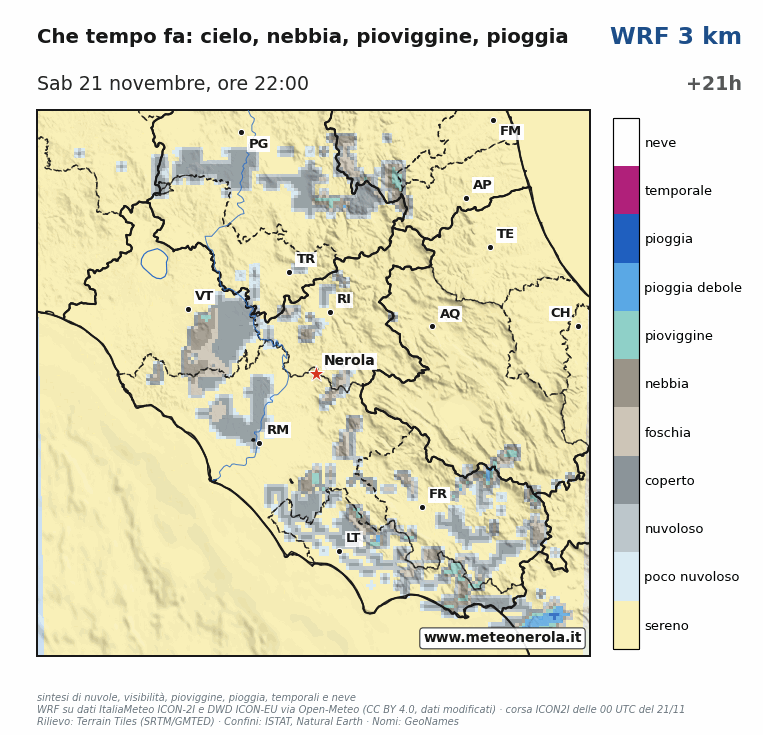 Che tempo fa: cielo, nebbia, pioviggine, pioggia
WRF 3 km
Sab 21 novembre, ore 22:00
+21h
FM
PG
AP
TE
TR
VT
RI
AQ
CH
Nerola
RM
FR
LT
www.meteonerola.it
neve
temporale
pioggia
pioggia debole
pioviggine
nebbia
foschia
coperto
nuvoloso
poco nuvoloso
sereno
sintesi di nuvole, visibilità, pioviggine, pioggia, temporali e neve
WRF su dati ItaliaMeteo ICON-2I e DWD ICON-EU via Open-Meteo (CC BY 4.0, dati modificati) · corsa ICON2I delle 00 UTC del 21/11
Rilievo: Terrain Tiles (SRTM/GMTED) · Confini: ISTAT, Natural Earth · Nomi: GeoNames